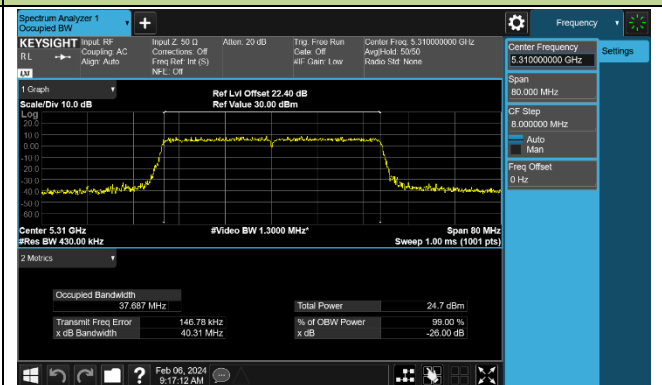 Spectrum Analyzer 1
Occupied BW
+
Frequency
KEYSIGHT
RL
LXI
Input: RF
Coupling: AC
Align: Auto
Input Z: 50 Ω
Corrections: Off
Freq Ref: Int (S)
NFE: Off
Atten: 20 dB
Trig: Free Run
Gate: Off
#IF Gain: Low
Center Freq: 5.310000000 GHz
Avg|Hold: 50/50
Radio Std: None
Center Frequency
5.310000000 GHz
Settings
Span
80.000 MHz
CF Step
8.000000 MHz
Auto
Man
Freq Offset
0 Hz
1 Graph
Scale/Div 10.0 dB
Ref Lvl Offset 22.40 dB
Ref Value 30.00 dBm
Log
20.0
10.0
0.00
-10.0
-20.0
-30.0
-40.0
-50.0
-60.0
Center 5.31 GHz
#Video BW 1.3000 MHz*
Span 80 MHz
#Res BW 430.00 kHz
Sweep 1.00 ms (1001 pts)
2 Metrics
Occupied Bandwidth
37.687 MHz
Total Power 24.7 dBm
Transmit Freq Error 146.78 kHz
% of OBW Power 99.00 %
x dB Bandwidth 40.31 MHz
x dB -26.00 dB
?
Feb 06, 2024
9:17:12 AM